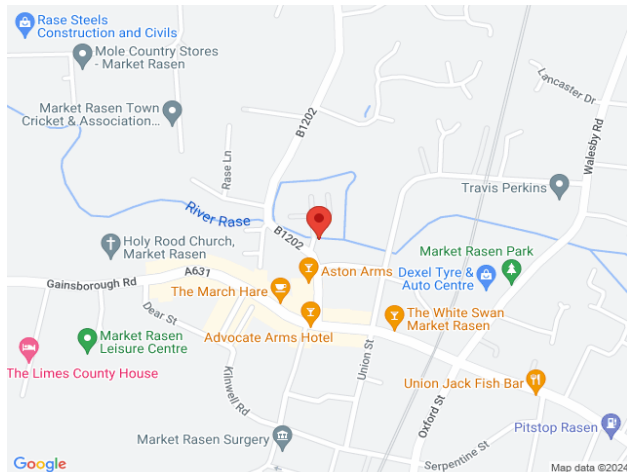 Rase Steels
Construction and Civils
Mole Country Stores
- Market Rasen
Lancaster Dr
B1202
Market Rasen Town
Cricket & Association...
Walesby Rd
Rase Ln
Travis Perkins
River Rase
B1202
Holy Rood Church,
Market Rasen
Market Rasen Park
A631
Aston Arms
Dexel Tyre &
Auto Centre
Gainsborough Rd
The March Hare
Dear St
The White Swan
Market Rasen
Advocate Arms Hotel
Market Rasen
Leisure Centre
Union St
The Limes County House
Kilnwell Rd
Union Jack Fish Bar
Oxford St
Pitstop Rasen
Market Rasen Surgery
Serpentine St
Google
Map data ©2024